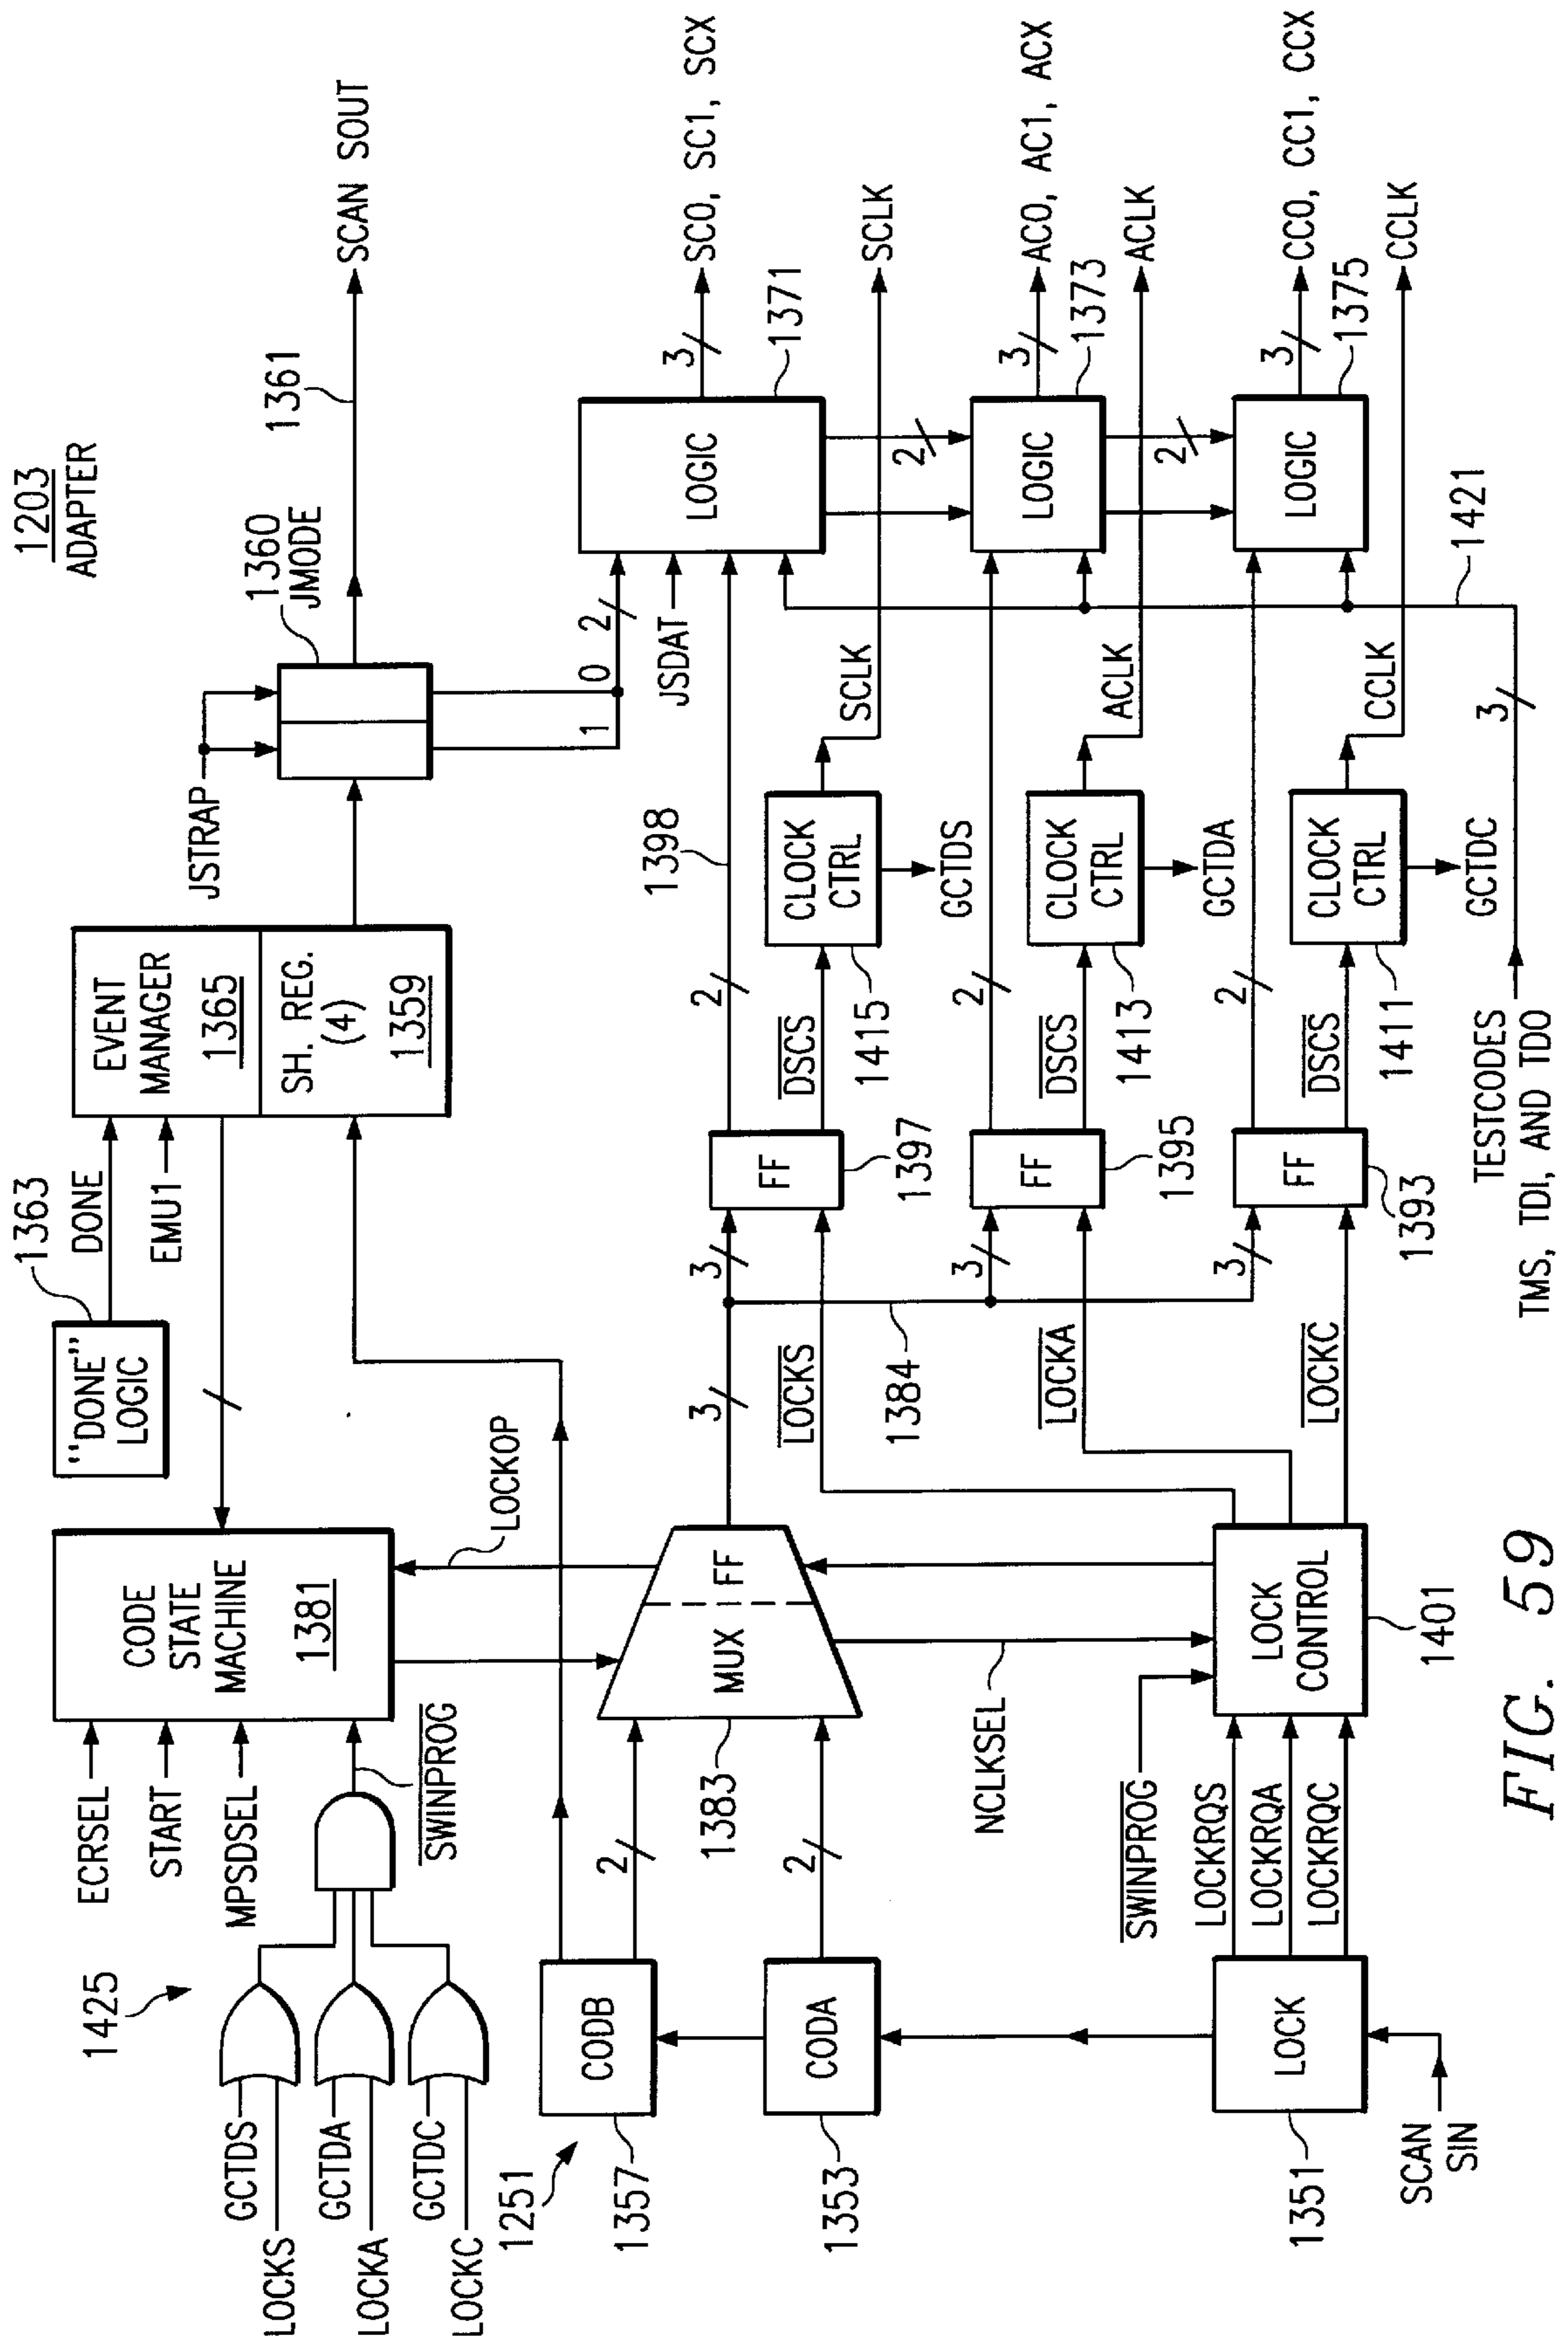 1203
ADAPTER
LOCKS
GCTDS
LOCKA
GCTDA
LOCKC
GCTDC
1425
SWINPROG
ECRSEL
START
MPSDSEL
CODE
STATE
MACHINE
1381
LOCKOP
1363
"DONE"
LOGIC
DONE
EMU1
EVENT
MANAGER
1365
SH. REG.
(4)
1359
JSTRAP
1360
JMODE
1
0
2
1361
SCAN SOUT
1251
CODB
1357
CODA
1353
2
2
MUX
FF
1383
NCLKSEL
3
1384
3
3
3
LOCKS
LOCKA
LOCKC
FF
1397
FF
1395
FF
1393
2
1398
2
2
DSCS
DSCS
DSCS
CLOCK
CTRL
1415
GCTDS
SCLK
CLOCK
CTRL
1413
GCTDA
ACLK
CLOCK
CTRL
1411
GCTDC
CCLK
JSDAT
LOGIC
1371
3
SC0, SC1, SCX
SCLK
2
LOGIC
1373
3
AC0, AC1, ACX
ACLK
2
LOGIC
1375
3
CC0, CC1, CCX
CCLK
1421
3
TESTCODES
TMS, TDI, AND TDO
SCAN
SIN
1351
LOCK
LOCKRQS
LOCKRQA
LOCKRQC
SWINPROG
LOCK
CONTROL
1401
FIG. 59